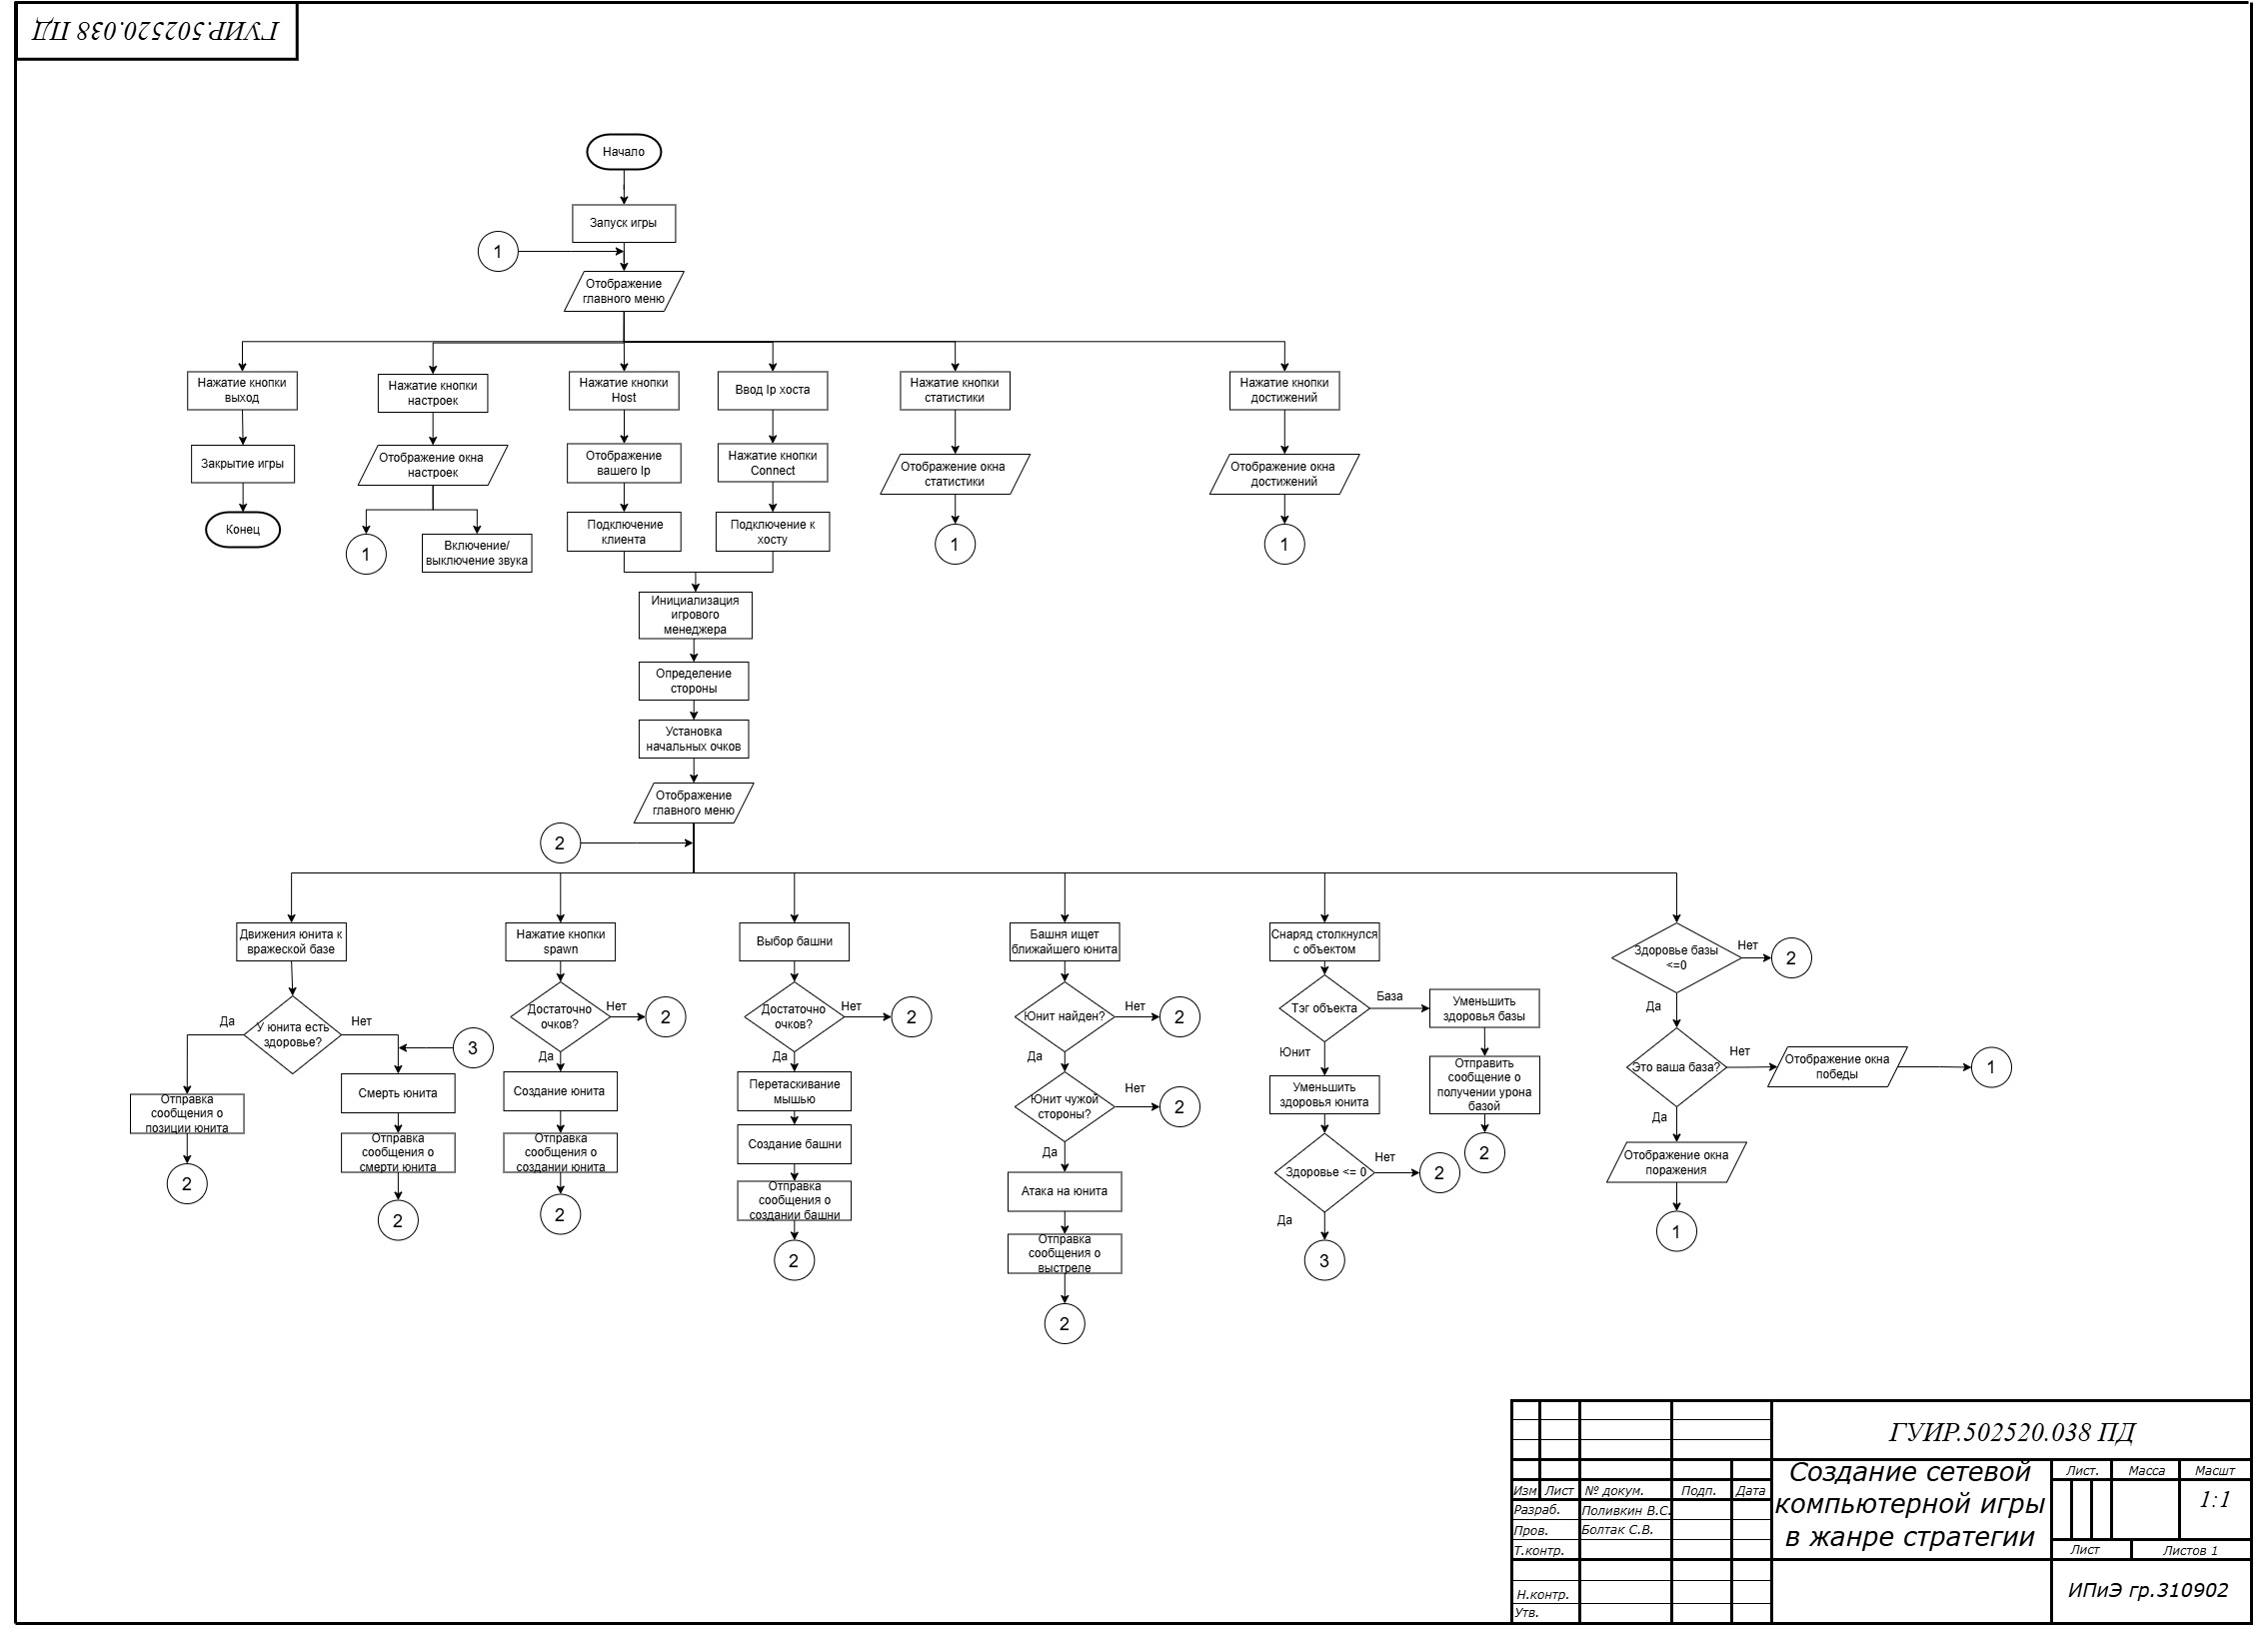 ГУИР.502520.038 ПД
Начало
Запуск игры
1
Отображение
главного меню
Нажатие кнопки
выход
Закрытие игры
Конец
Нажатие кнопки
настроек
Отображение окна
настроек
1
Включение/
выключение звука
Нажатие кнопки
Host
Отображение
вашего Ip
Подключение
клиента
Ввод Ip хоста
Нажатие кнопки
Connect
Подключение к
хосту
Нажатие кнопки
статистики
Отображение окна
статистики
1
Нажатие кнопки
достижений
Отображение окна
достижений
1
Инициализация
игрового
менеджера
Определение
стороны
Установка
начальных очков
Отображение
главного меню
2
Движения юнита к
вражеской базе
У юнита есть
здоровье?
Да
Нет
3
Отправка
сообщения о
позиции юнита
2
Смерть юнита
Отправка
сообщения о
смерти юнита
2
Нажатие кнопки
spawn
Достаточно
очков?
Нет
2
Да
Создание юнита
Отправка
сообщения о
создании юнита
2
Выбор башни
Достаточно
очков?
Нет
2
Да
Перетаскивание
мышью
Создание башни
Отправка
сообщения о
создании башни
2
Башня ищет
ближайшего юнита
Юнит найден?
Нет
2
Да
Юнит чужой
стороны?
Нет
2
Да
Атака на юнита
Отправка
сообщения о
выстреле
2
Снаряд столкнулся
с объектом
Тэг объекта
База
Уменьшить
здоровья базы
Отправить
сообщение о
получении урона
базой
2
Юнит
Уменьшить
здоровья юнита
Здоровье <= 0
Нет
2
Да
3
Здоровье базы
<=0
Нет
2
Да
Это ваша база?
Нет
Отображение окна
победы
1
Да
Отображение окна
поражения
1
ГУИР.502520.038 ПД
Создание сетевой
компьютерной игры
в жанре стратегии
Лист.
Масса
Масшт
1:1
Изм
Лист
№ докум.
Подп.
Дата
Разраб.
Поливкин В.С.
Пров.
Болтак С.В.
Т.контр.
Лист
Листов 1
Н.контр.
Утв.
ИПиЭ гр.310902